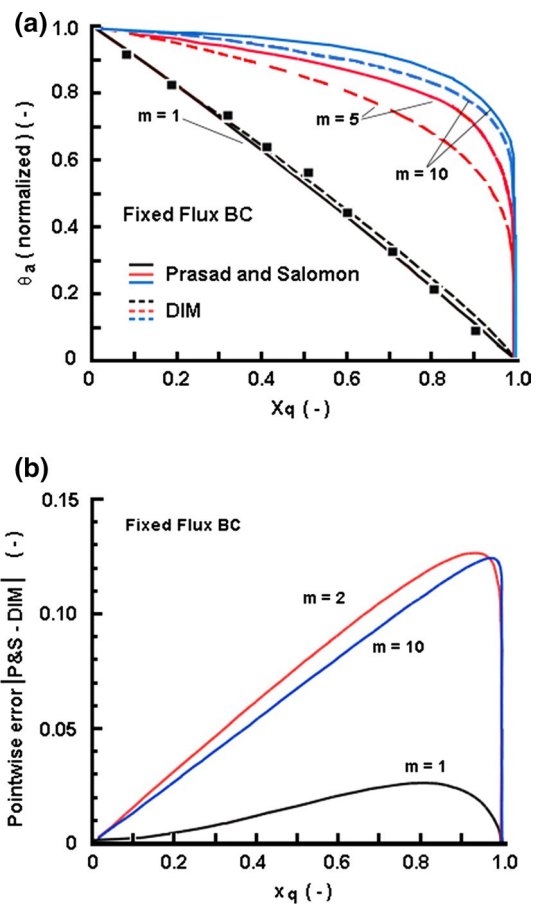 (a)
1.0
0.8
0.6
0.4
0.2
0
θa ( normalized ) ( - )
m = 1
m = 5
m = 10
Fixed Flux BC
Prasad and Salomon
DIM
0 0.2 0.4 0.6 0.8 1.0
Xq ( - )
(b)
0.15
0.10
0.05
0
Pointwise error |P&S - DIM| ( - )
Fixed Flux BC
m = 2
m = 10
m = 1
0 0.2 0.4 0.6 0.8 1.0
xq ( - )